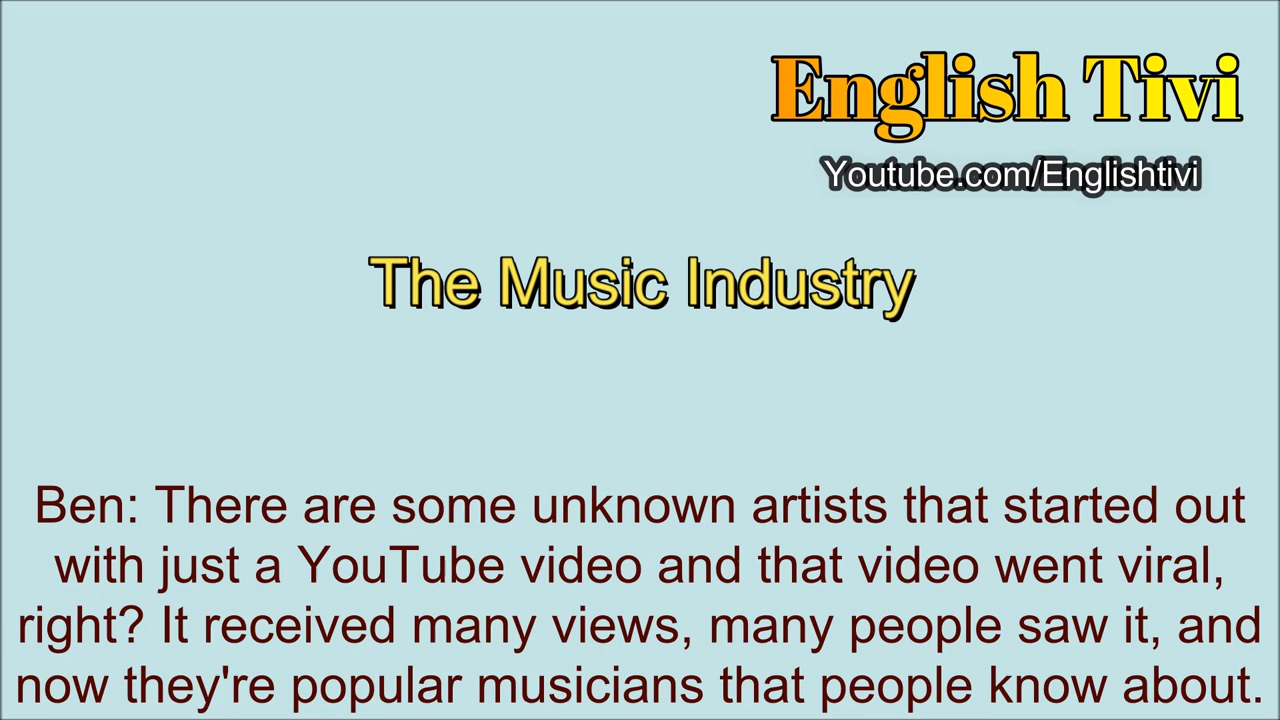 English Tivi
Youtube.com/Englishtivi
The Music Industry
Ben: There are some unknown artists that started out
with just a YouTube video and that video went viral,
right? It received many views, many people saw it, and
now they're popular musicians that people know about.